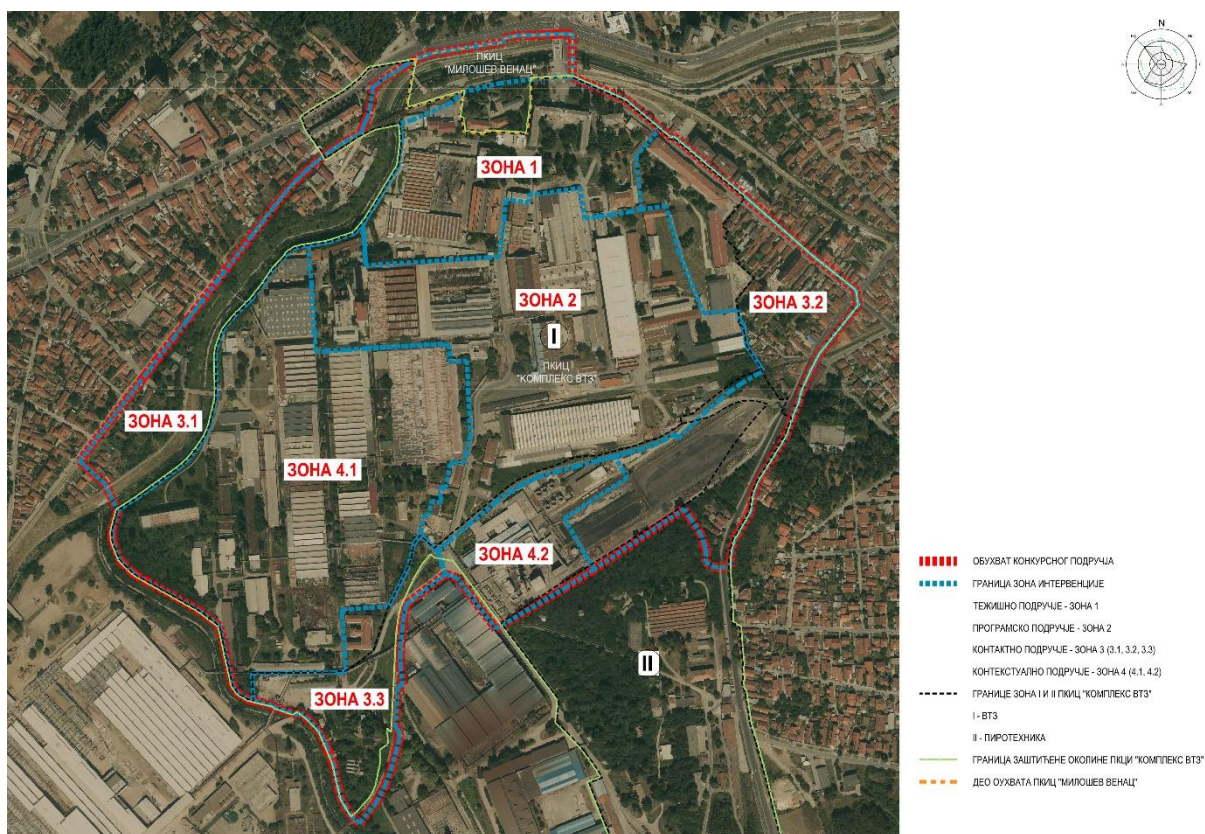 N
ПКИЦ
"МИЛОШЕВ ВЕНАЦ"
ЗОНА 1
ЗОНА 2
I
ПКИЦ
"КОМПЛЕКС ВТЗ"
ЗОНА 3.2
ЗОНА 3.1
ЗОНА 4.1
ЗОНА 4.2
II
ЗОНА 3.3
ОБУХВАТ КОНКУРСНОГ ПОДРУЧЈА
ГРАНИЦА ЗОНА ИНТЕРВЕНЦИЈЕ
ТЕЖИШНО ПОДРУЧЈЕ - ЗОНА 1
ПРОГРАМСКО ПОДРУЧЈЕ - ЗОНА 2
КОНТАКТНО ПОДРУЧЈЕ - ЗОНА 3 (3.1, 3.2, 3.3)
КОНТЕКСТУАЛНО ПОДРУЧЈЕ - ЗОНА 4 (4.1, 4.2)
ГРАНИЦЕ ЗОНА I И II ПКИЦ "КОМПЛЕКС ВТЗ"
I - ВТЗ
II - ПИРОТЕХНИКА
ГРАНИЦА ЗАШТИЋЕНЕ ОКОЛИНЕ ПКЦИ "КОМПЛЕКС ВТЗ"
ДЕО ОУХВАТА ПКИЦ "МИЛОШЕВ ВЕНАЦ"